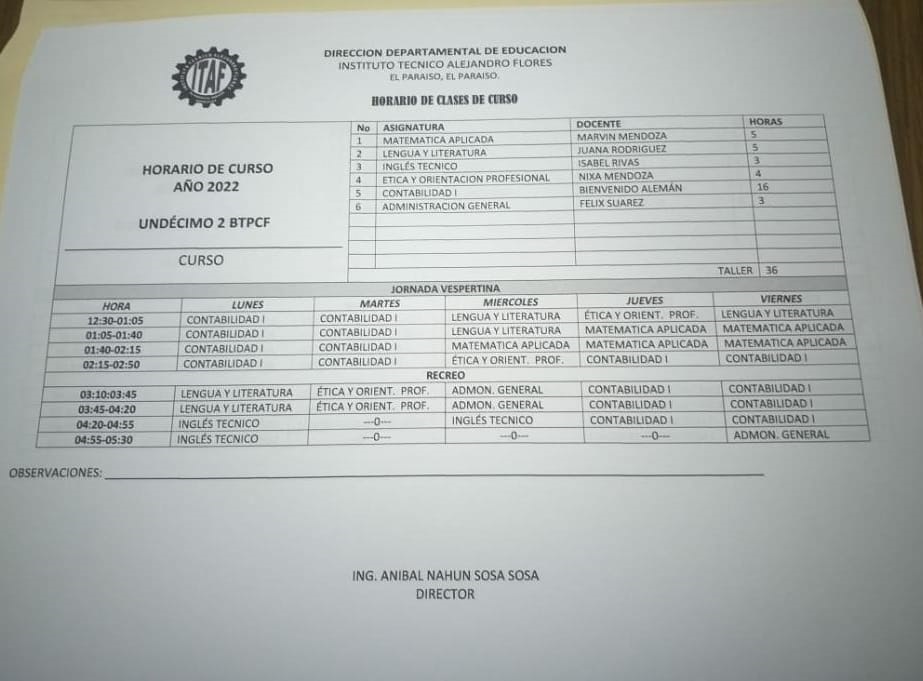 DIRECCION DEPARTAMENTAL DE EDUCACION
INSTITUTO TECNICO ALEJANDRO FLORES
EL PARAISO, EL PARAISO.
ITAF
HORARIO DE CLASES DE CURSO
HORARIO DE CURSO
AÑO 2022
UNDÉCIMO 2 BTPCF
CURSO
No ASIGNATURA DOCENTE HORAS
1 MATEMATICA APLICADA MARVIN MENDOZA 5
2 LENGUA Y LITERATURA JUANA RODRIGUEZ 5
3 INGLÉS TECNICO ISABEL RIVAS 3
4 ETICA Y ORIENTACION PROFESIONAL NIXA MENDOZA 4
5 CONTABILIDAD I BIENVENIDO ALEMÁN 16
6 ADMINISTRACION GENERAL FELIX SUAREZ 3
TALLER 36
JORNADA VESPERTINA
HORA LUNES MARTES MIERCOLES JUEVES VIERNES
12:30-01:05 CONTABILIDAD I CONTABILIDAD I LENGUA Y LITERATURA ÉTICA Y ORIENT. PROF. LENGUA Y LITERATURA
01:05-01:40 CONTABILIDAD I CONTABILIDAD I LENGUA Y LITERATURA MATEMATICA APLICADA MATEMATICA APLICADA
01:40-02:15 CONTABILIDAD I CONTABILIDAD I MATEMATICA APLICADA MATEMATICA APLICADA MATEMATICA APLICADA
02:15-02:50 CONTABILIDAD I CONTABILIDAD I ÉTICA Y ORIENT. PROF. CONTABILIDAD I CONTABILIDAD I
RECREO
03:10:03:45 LENGUA Y LITERATURA ÉTICA Y ORIENT. PROF. ADMON. GENERAL CONTABILIDAD I CONTABILIDAD I
03:45-04:20 LENGUA Y LITERATURA ÉTICA Y ORIENT. PROF. ADMON. GENERAL CONTABILIDAD I CONTABILIDAD I
04:20-04:55 INGLÉS TECNICO ---0--- INGLÉS TECNICO CONTABILIDAD I CONTABILIDAD I
04:55-05:30 INGLÉS TECNICO ---0--- ---0--- ---0--- ADMON. GENERAL
OBSERVACIONES:
ING. ANIBAL NAHUN SOSA SOSA
DIRECTOR